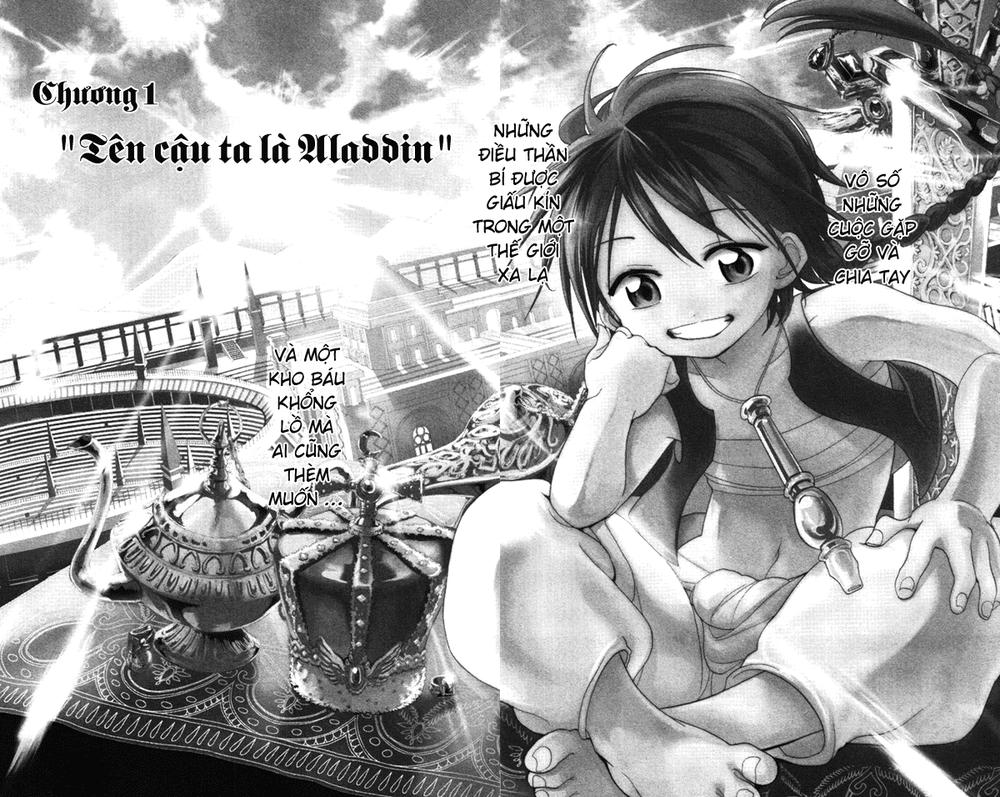 Chương 1
"Tên cậu ta là Aladdin"
VÔ SỐ
NHỮNG
CUỘC GẶP
GỠ VÀ
CHIA TAY
NHỮNG
ĐIỀU THẦN
BÍ ĐƯỢC
GIẤU KÍN
TRONG MỘT
THẾ GIỚI
XA LẠ
VÀ MỘT
KHO BÁU
KHỔNG
LỒ MÀ
AI CŨNG
THÈM
MUỐN ...